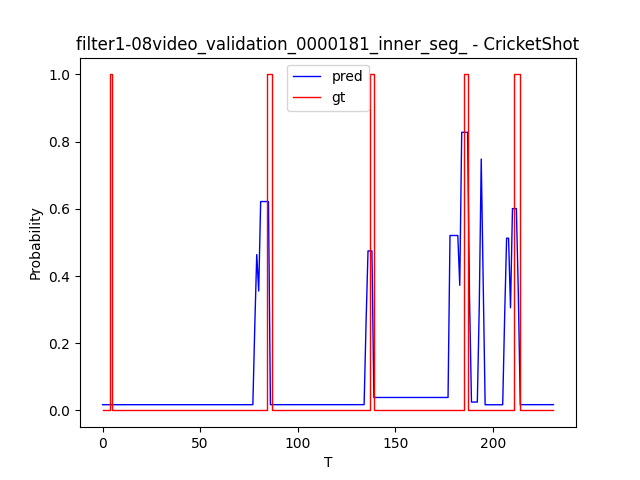 filter1-08video_validation_0000181_inner_seg_ - CricketShot
pred
gt
1.0
0.8
0.6
0.4
0.2
0.0
Probability
0
50
100
150
200
T